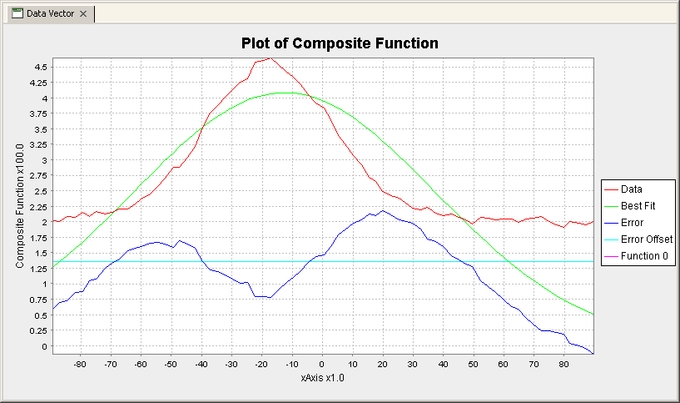 Data Vector
Plot of Composite Function
Composite Function x100.0
4.5
4.25
4
3.75
3.5
3.25
3
2.75
2.5
2.25
2
1.75
1.5
1.25
1
0.75
0.5
0.25
0
-80 -70 -60 -50 -40 -30 -20 -10 0 10 20 30 40 50 60 70 80
xAxis x1.0
Data
Best Fit
Error
Error Offset
Function 0